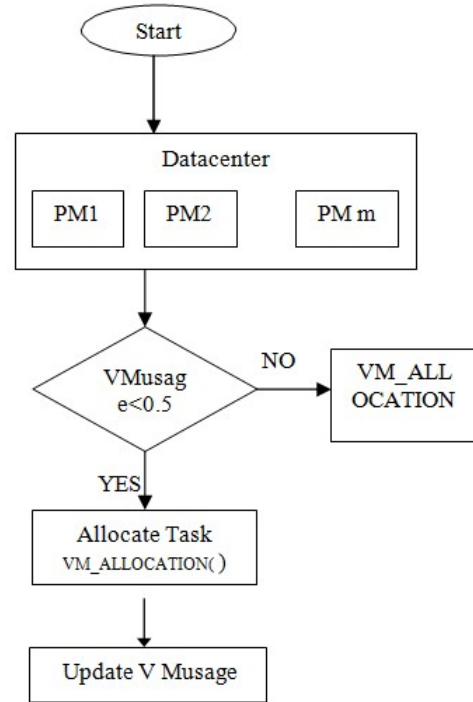 Start
Datacenter
PM1
PM2
PM m
VMusag
e<0.5
NO
VM_ALL
OCATION
YES
Allocate Task
VM_ALLOCATION( )
Update V Musage